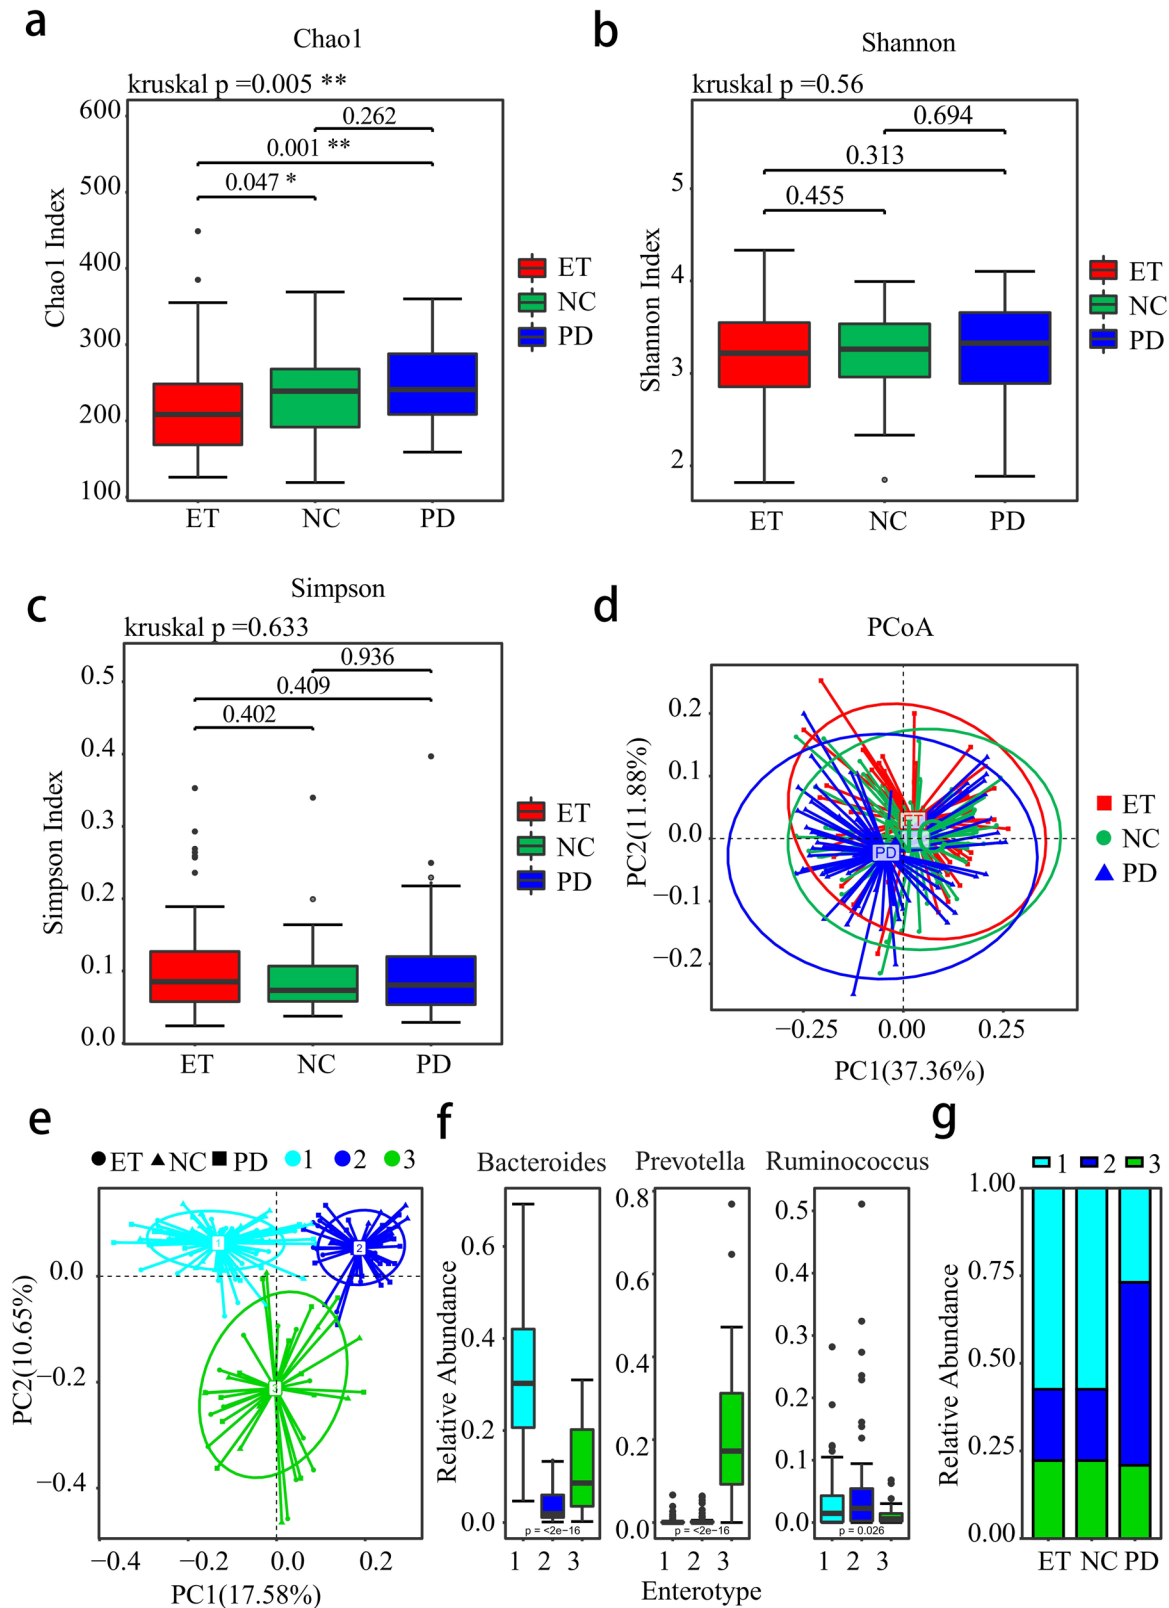 a
Chao1
kruskal p =0.005 **
0.262
0.001 **
0.047 *
600
500
400
300
200
100
Chao1 Index
ET
NC
PD
ET
NC
PD
b
Shannon
kruskal p =0.56
0.694
0.313
0.455
5
4
3
2
Shannon Index
ET
NC
PD
ET
NC
PD
c
Simpson
kruskal p =0.633
0.936
0.409
0.402
0.5
0.4
0.3
0.2
0.1
0.0
Simpson Index
ET
NC
PD
ET
NC
PD
d
PCoA
0.2
0.1
0.0
−0.1
−0.2
PC2(11.88%)
ET
PD
−0.25
0.00
0.25
PC1(37.36%)
ET
NC
PD
e
ET NC PD 1 2 3
0.0
−0.2
−0.4
PC2(10.65%)
1
2
3
−0.4
−0.2
0.0
0.2
PC1(17.58%)
f
Bacteroides
0.6
0.4
0.2
0.0
Relative Abundance
p = <2e−16
1 2 3
Prevotella
0.8
0.6
0.4
0.2
0.0
p = <2e−16
1 2 3
Ruminococcus
0.5
0.4
0.3
0.2
0.1
0.0
p = 0.026
1 2 3
Enterotype
g
1 2 3
1.00
0.75
0.50
0.25
0.00
Relative Abundance
ET NC PD